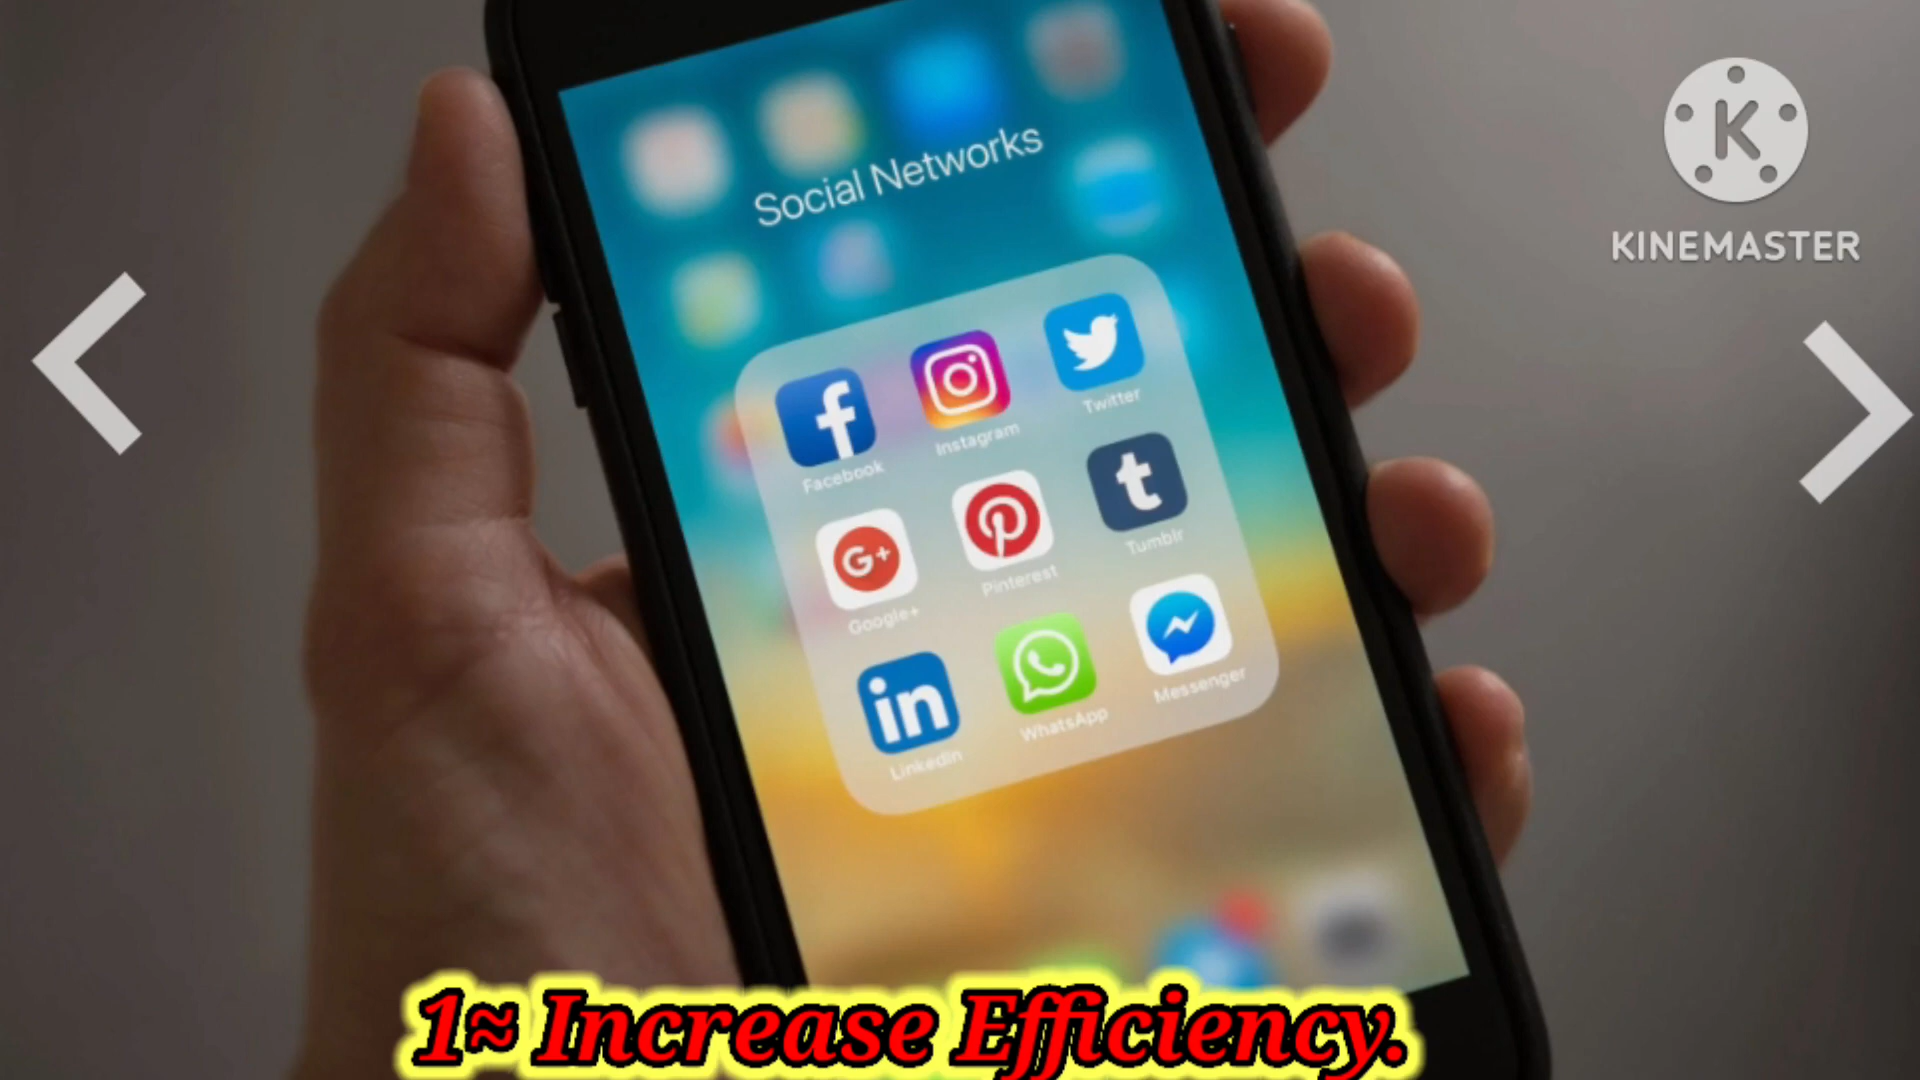 Social Networks
KINEMASTER
Facebook
Instagram
Twitter
Google+
Pinterest
Tumblr
LinkedIn
WhatsApp
Messenger
1≈ Increase Efficiency.